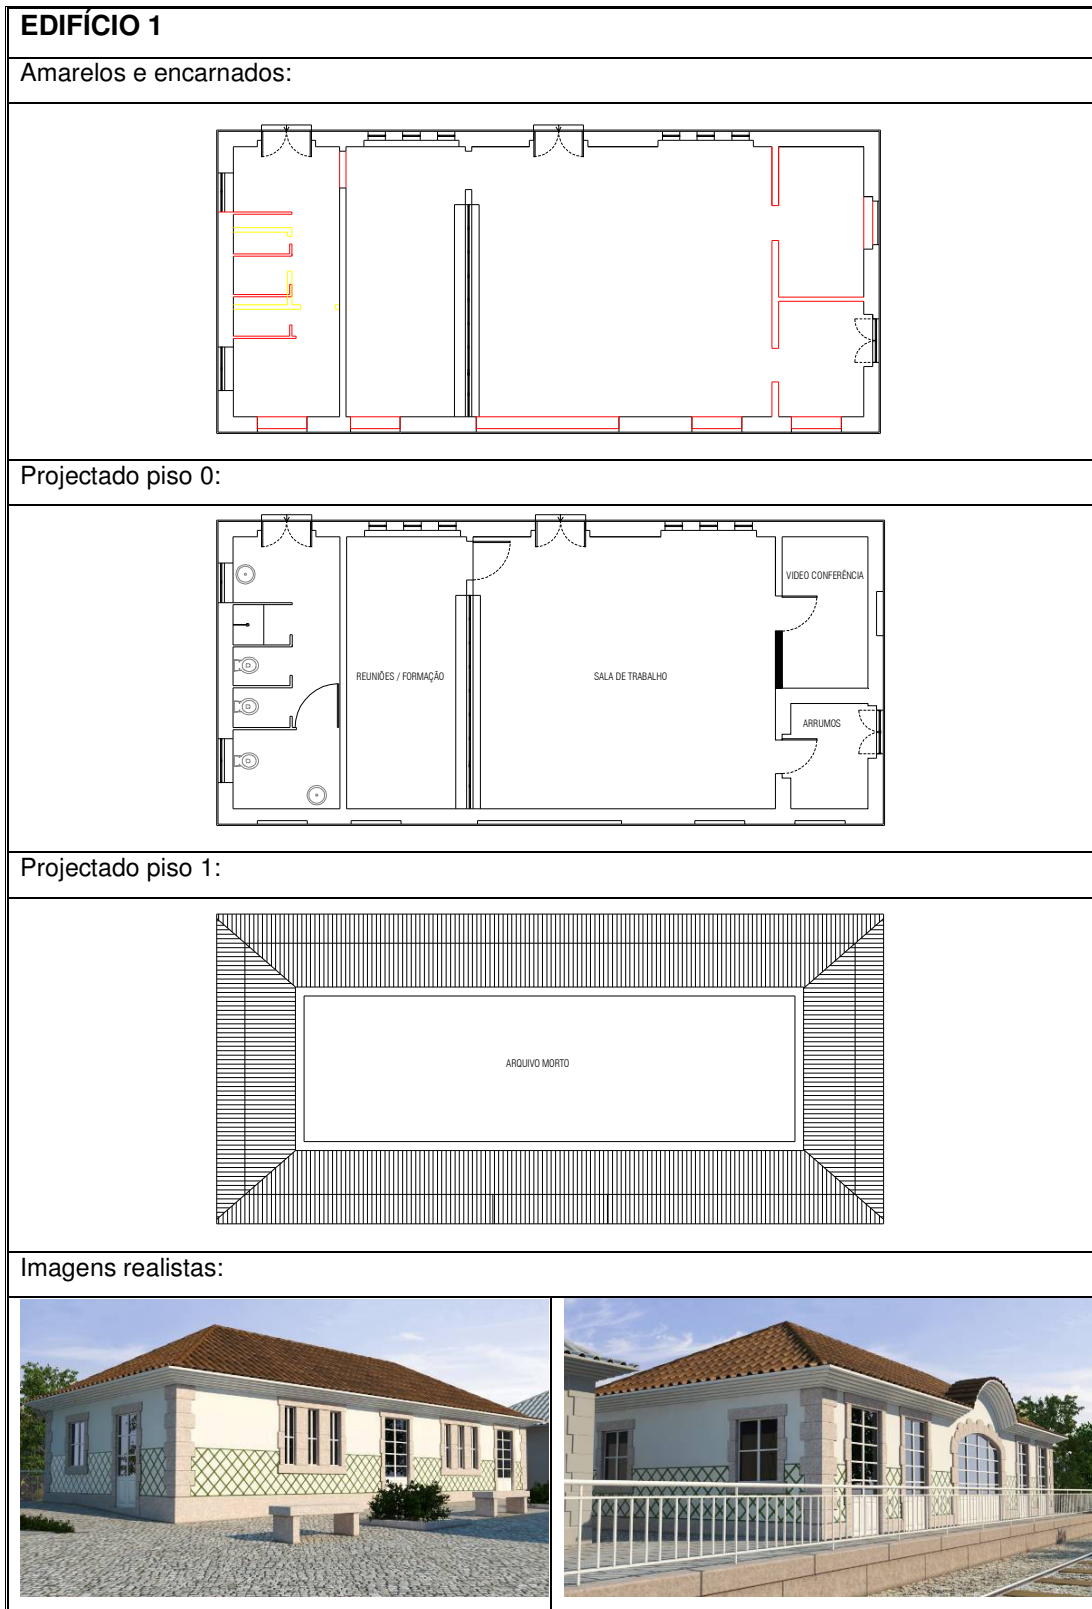 EDIFÍCIO 1
Amarelos e encarnados:
Projectado piso 0:
VIDEO CONFERÊNCIA
REUNIÕES / FORMAÇÃO
SALA DE TRABALHO
ARRUMOS
Projectado piso 1:
ARQUIVO MORTO
Imagens realistas: